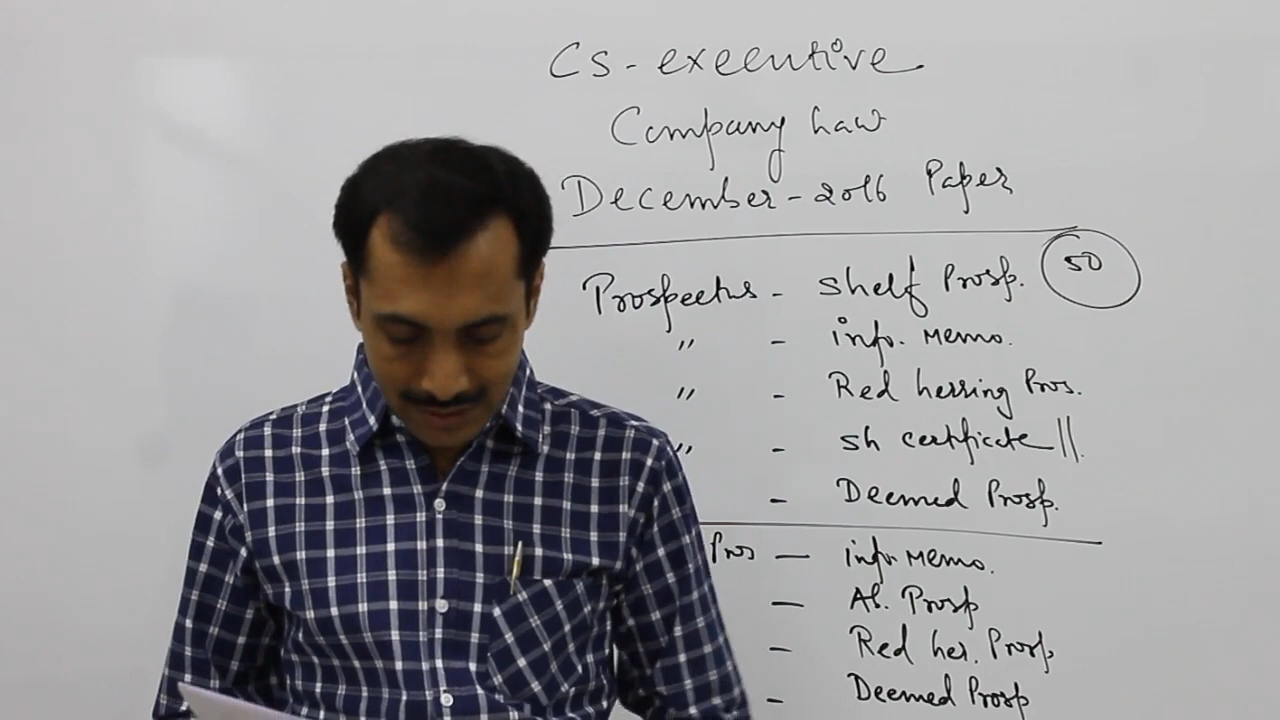 CS-executive
Company Law
December-2016 Paper
Prospectus - Shelf Prosp. 50
" - info. Memo.
" - Red herring Pros.
" - Sh certificate ||.
- Deemed Prosp.
Pros — info Memo.
— Ab. Prosp
- Red her. Prosp
- Deemed Prosp